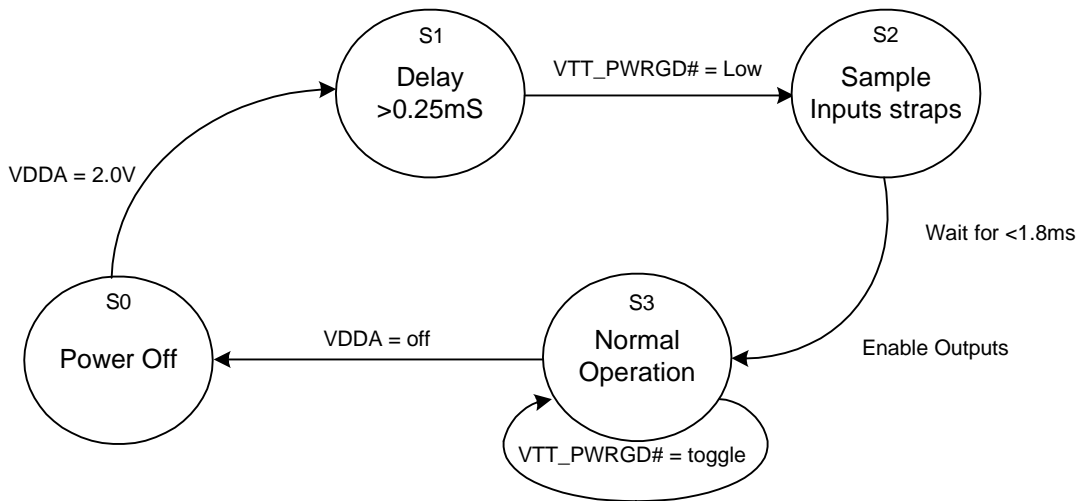 S1
Delay
>0.25mS
VTT_PWRGD# = Low
S2
Sample
Inputs straps
VDDA = 2.0V
Wait for <1.8ms
Enable Outputs
S0
Power Off
VDDA = off
S3
Normal
Operation
VTT_PWRGD# = toggle